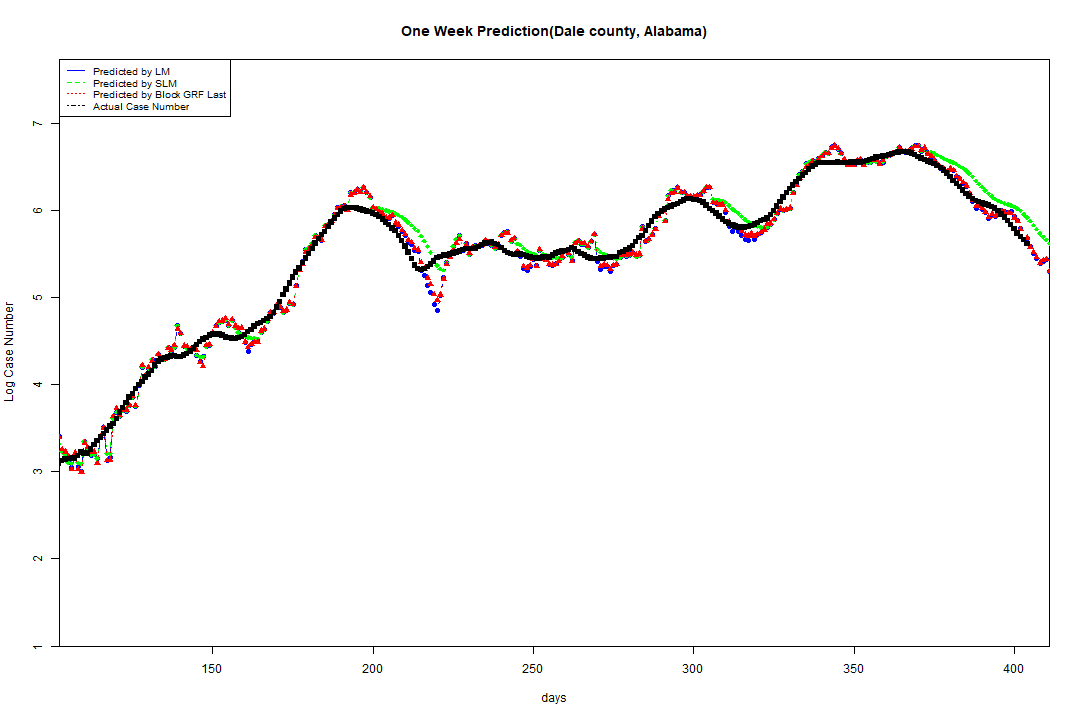 One Week Prediction(Dale county, Alabama)
Predicted by LM
Predicted by SLM
Predicted by Block GRF Last
Actual Case Number
7
6
5
4
3
2
1
Log Case Number
150 200 250 300 350 400
days